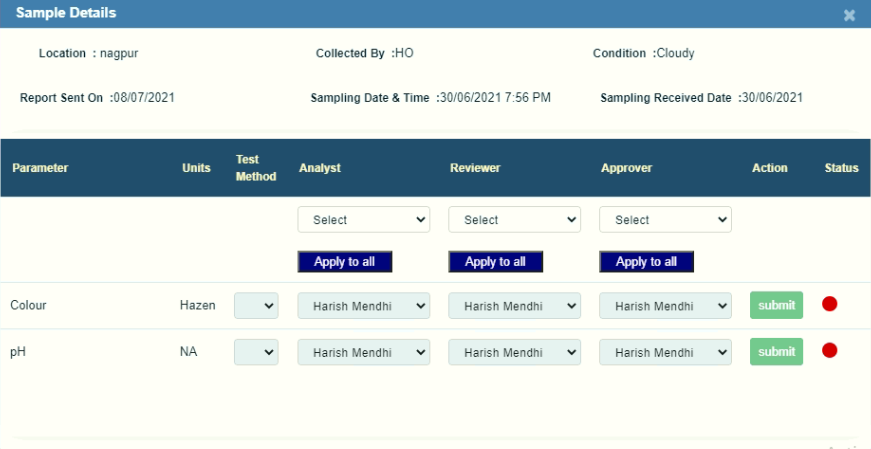 Sample Details
Location : nagpur Collected By :HO Condition :Cloudy
Report Sent On :08/07/2021 Sampling Date & Time :30/06/2021 7:56 PM Sampling Received Date :30/06/2021
Parameter Units Test Method Analyst Reviewer Approver Action Status
Select Select Select
Apply to all Apply to all Apply to all
Colour Hazen Harish Mendhi Harish Mendhi Harish Mendhi submit
pH NA Harish Mendhi Harish Mendhi Harish Mendhi submit